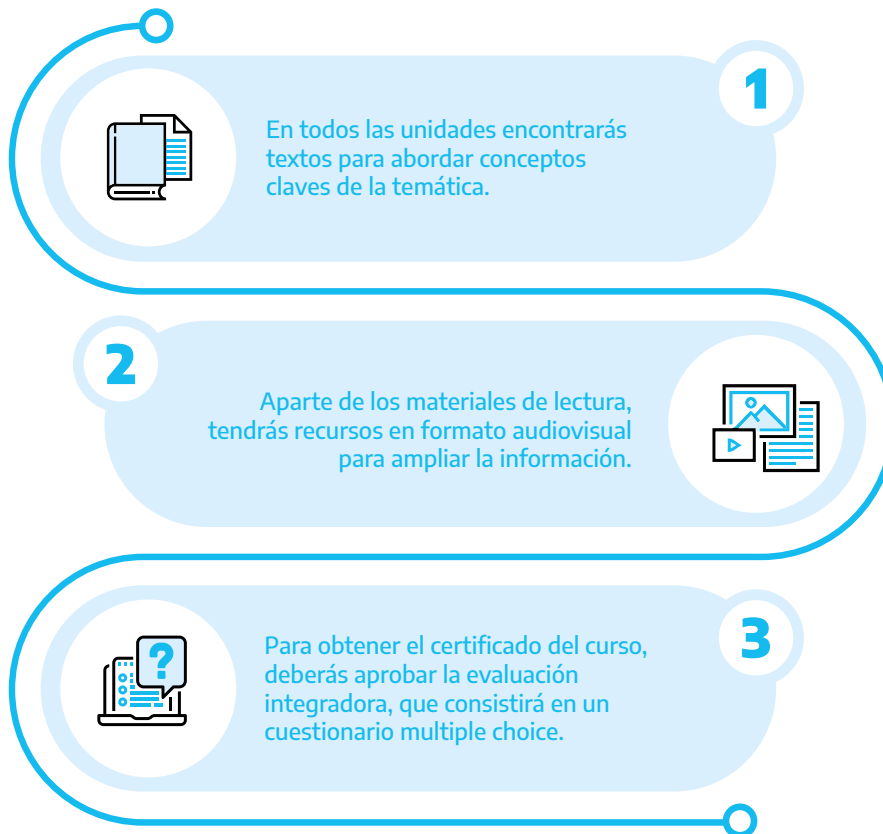 1
En todos las unidades encontrarás
textos para abordar conceptos
claves de la temática.
2
Aparte de los materiales de lectura,
tendrás recursos en formato audiovisual
para ampliar la información.
3
Para obtener el certificado del curso,
deberás aprobar la evaluación
integradora, que consistirá en un
cuestionario multiple choice.
?